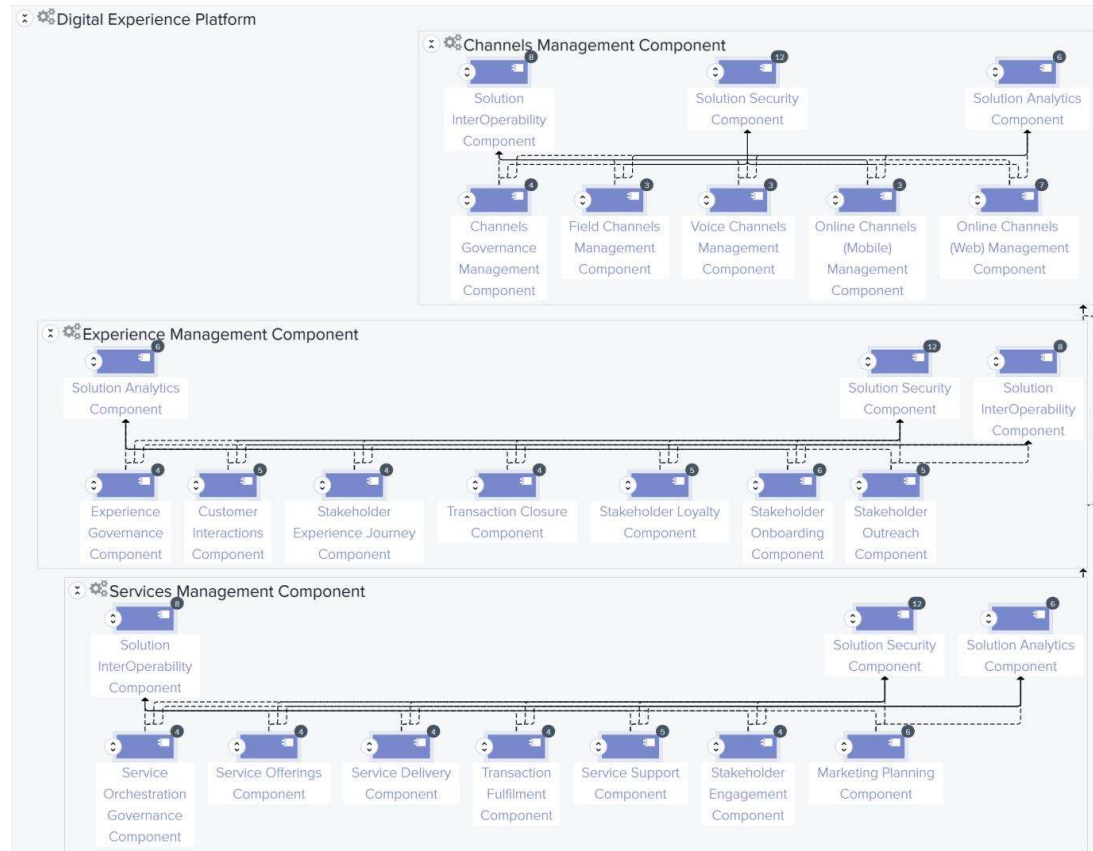 Digital Experience Platform
Channels Management Component
8
12
6
Solution
InterOperability
Component
Solution Security
Component
Solution Analytics
Component
4
3
3
3
7
Channels
Governance
Management
Component
Field Channels
Management
Component
Voice Channels
Management
Component
Online Channels
(Mobile)
Management
Component
Online Channels
(Web) Management
Component
Experience Management Component
6
12
8
Solution Analytics
Component
Solution Security
Component
Solution
InterOperability
Component
4
5
4
4
5
6
5
Experience
Governance
Component
Customer
Interactions
Component
Stakeholder
Experience Journey
Component
Transaction Closure
Component
Stakeholder Loyalty
Component
Stakeholder
Onboarding
Component
Stakeholder
Outreach
Component
Services Management Component
8
12
6
Solution
InterOperability
Component
Solution Security
Component
Solution Analytics
Component
4
4
4
4
5
4
6
Service
Orchestration
Governance
Component
Service Offerings
Component
Service Delivery
Component
Transaction
Fulfilment
Component
Service Support
Component
Stakeholder
Engagement
Component
Marketing Planning
Component